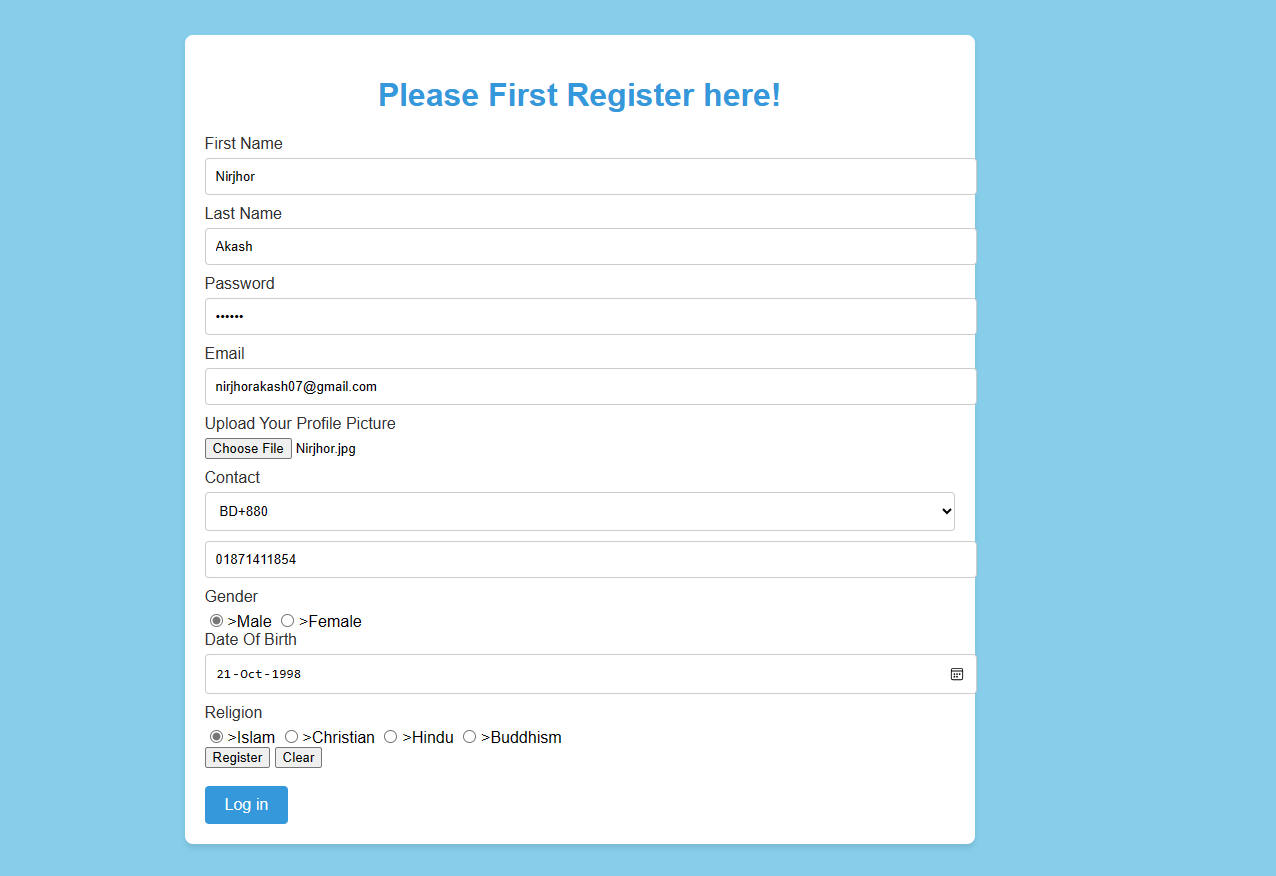 Please First Register here!
First Name
Nirjhor
Last Name
Akash
Password
••••••
Email
nirjhorakash07@gmail.com
Upload Your Profile Picture
Choose File Nirjhor.jpg
Contact
BD+880
01871411854
Gender
>Male >Female
Date Of Birth
21-Oct-1998
Religion
>Islam >Christian >Hindu >Buddhism
Register Clear
Log in